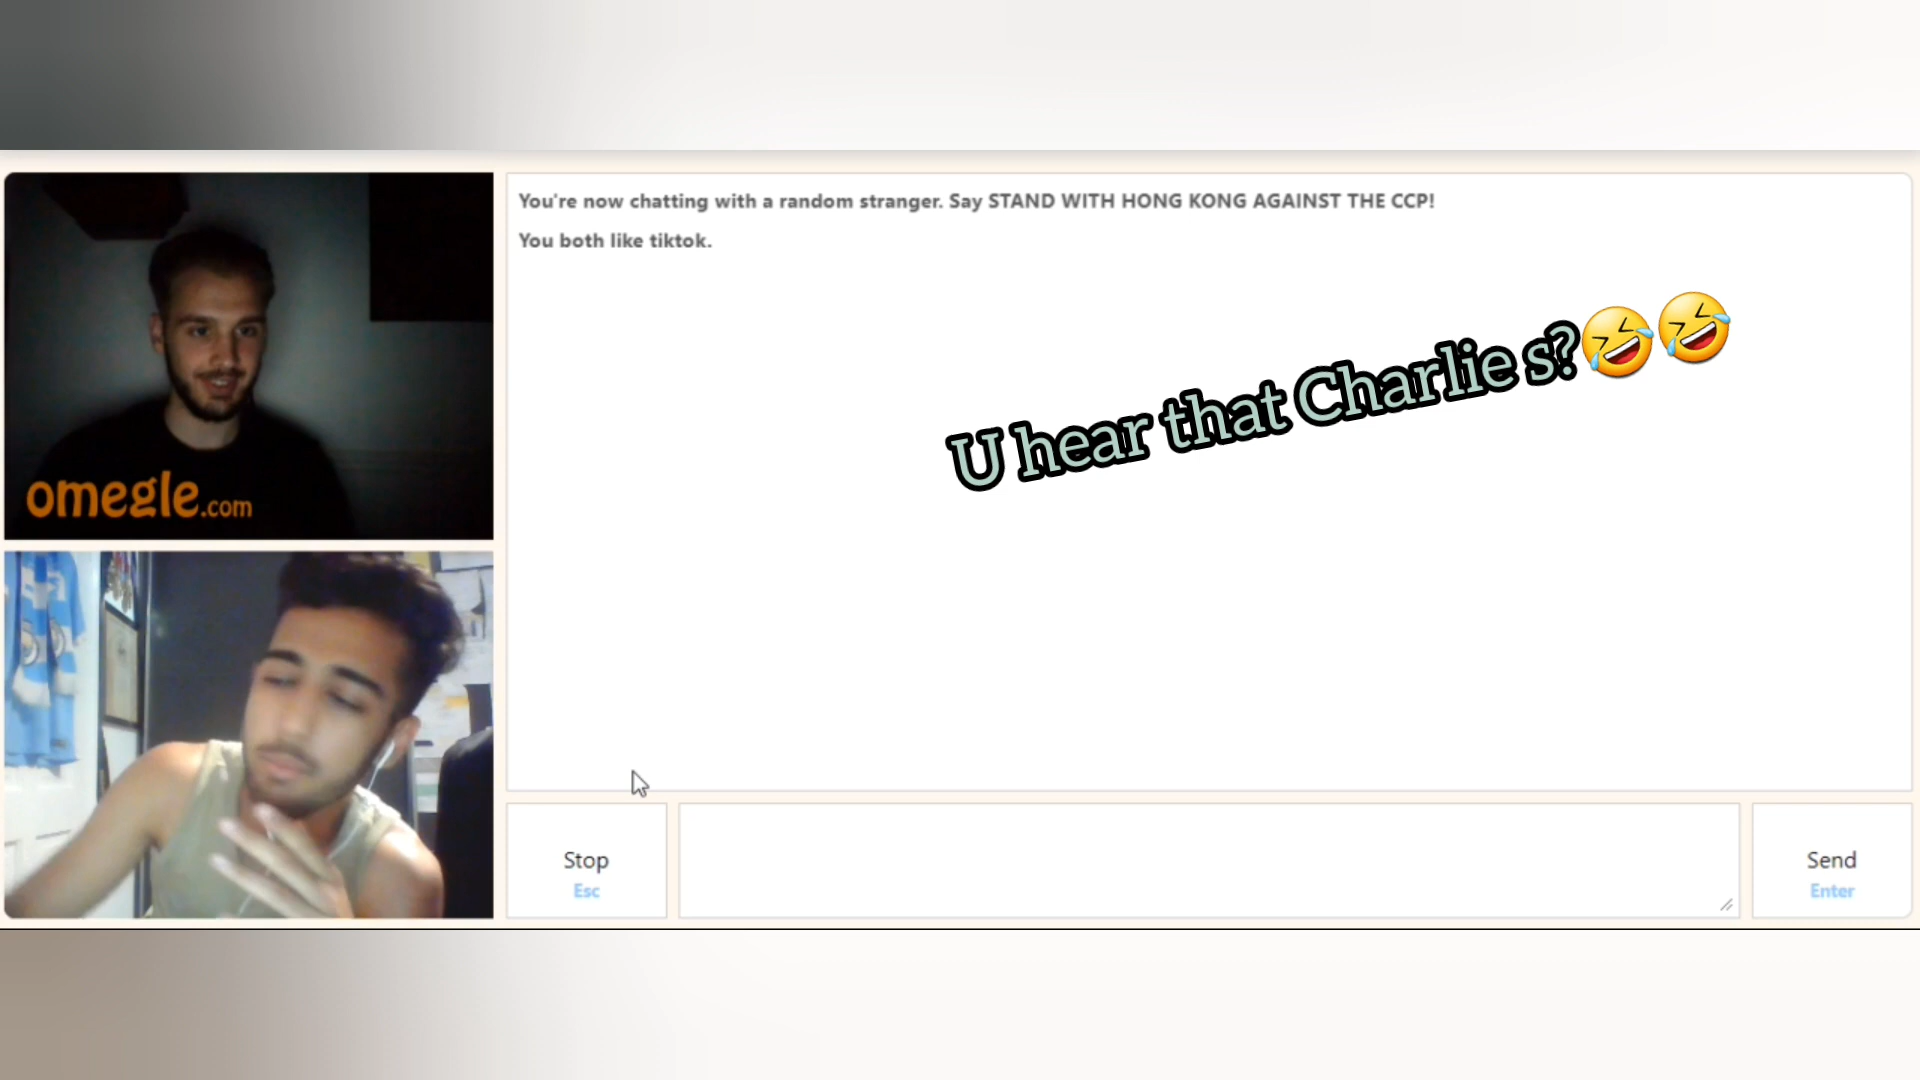 You're now chatting with a random stranger. Say STAND WITH HONG KONG AGAINST THE CCP!
You both like tiktok.
U hear that Charlie s?🤣🤣
omegle.com
Stop
Esc
Send
Enter